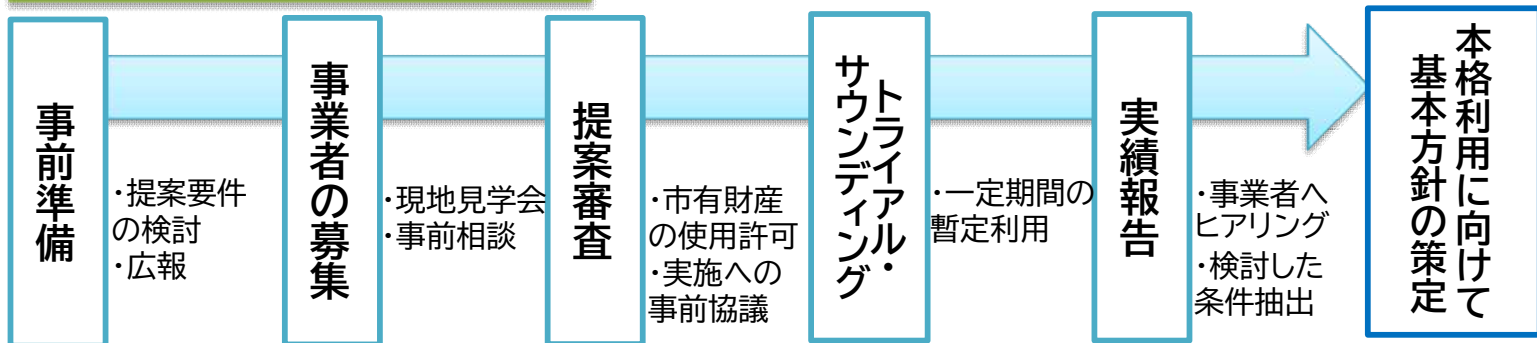 事前準備
・提案要件
の検討
・広報
事業者の募集
・現地見学会
・事前相談
提案審査
・市有財産
の使用許可
・実施への
事前協議
トライアル・
サウンディング
・一定期間の
暫定利用
実績報告
・事業者へ
ヒアリング
・検討した
条件抽出
本格利用に向けて
基本方針の策定